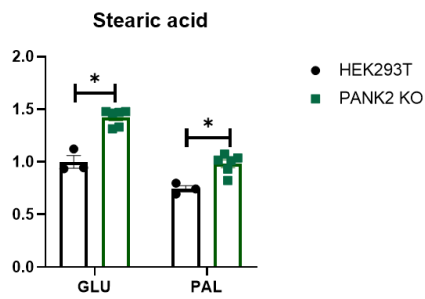 Stearic acid
2.0
1.5
1.0
0.5
0.0
*
*
GLU
PAL
HEK293T
PANK2 KO